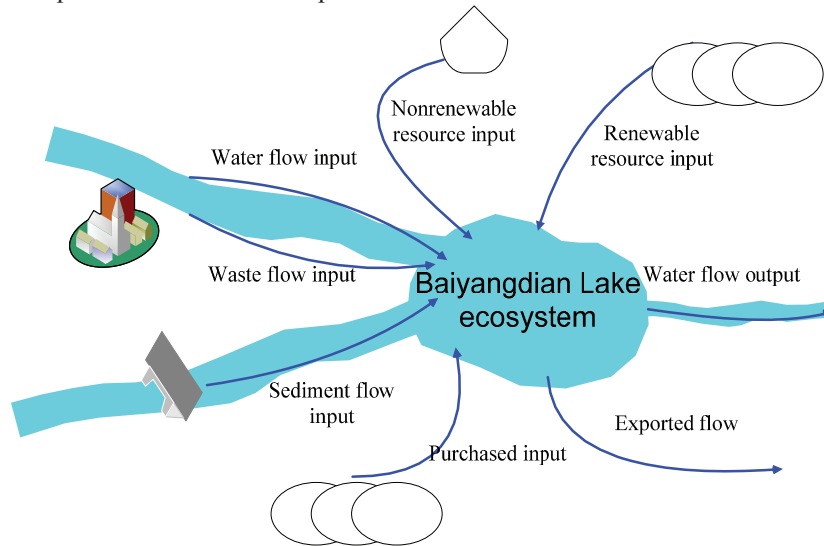 Nonrenewable
resource input
Renewable
resource input
Water flow input
Waste flow input
Baiyangdian Lake
ecosystem
Water flow output
Sediment flow
input
Purchased input
Exported flow